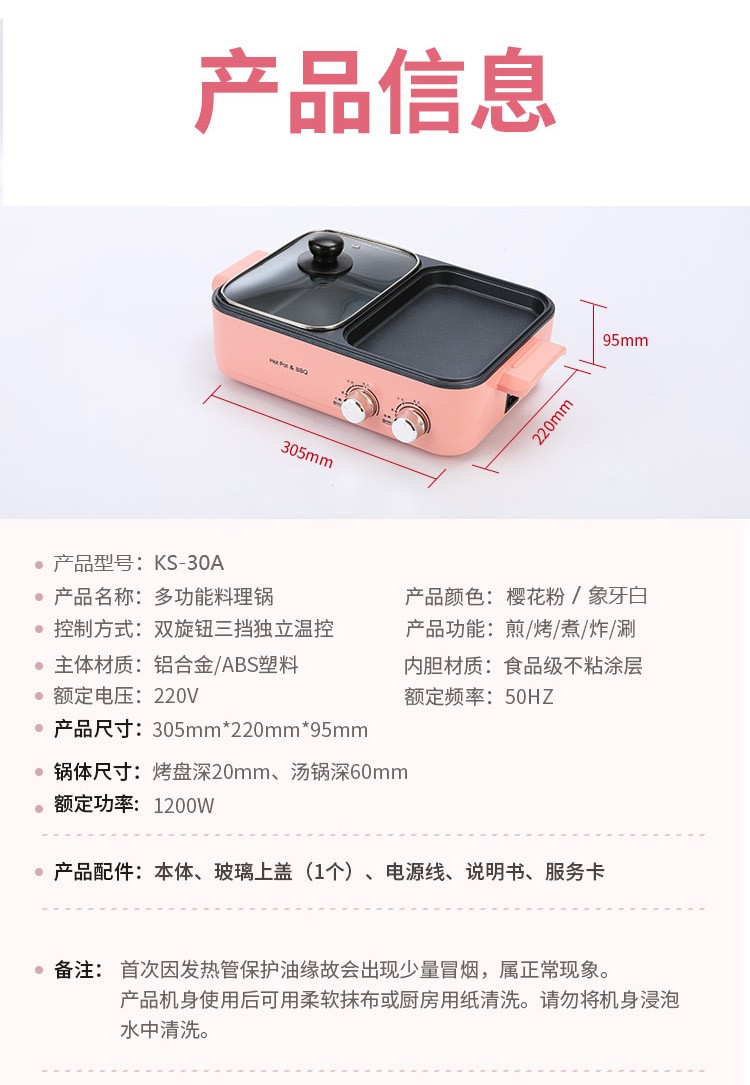 产品信息
95mm
Hot Pot & BBQ
220mm
305mm
产品型号：KS-30A
产品名称：多功能料理锅 产品颜色：樱花粉 / 象牙白
控制方式：双旋钮三挡独立温控 产品功能：煎/烤/煮/炸/涮
主体材质：铝合金/ABS塑料 内胆材质：食品级不粘涂层
额定电压：220V 额定频率：50HZ
产品尺寸：305mm*220mm*95mm
锅体尺寸：烤盘深20mm、汤锅深60mm
额定功率：1200W
产品配件：本体、玻璃上盖（1个）、电源线、说明书、服务卡
备注： 首次因发热管保护油缘故会出现少量冒烟，属正常现象。
产品机身使用后可用柔软抹布或厨房用纸清洗。请勿将机身浸泡
水中清洗。